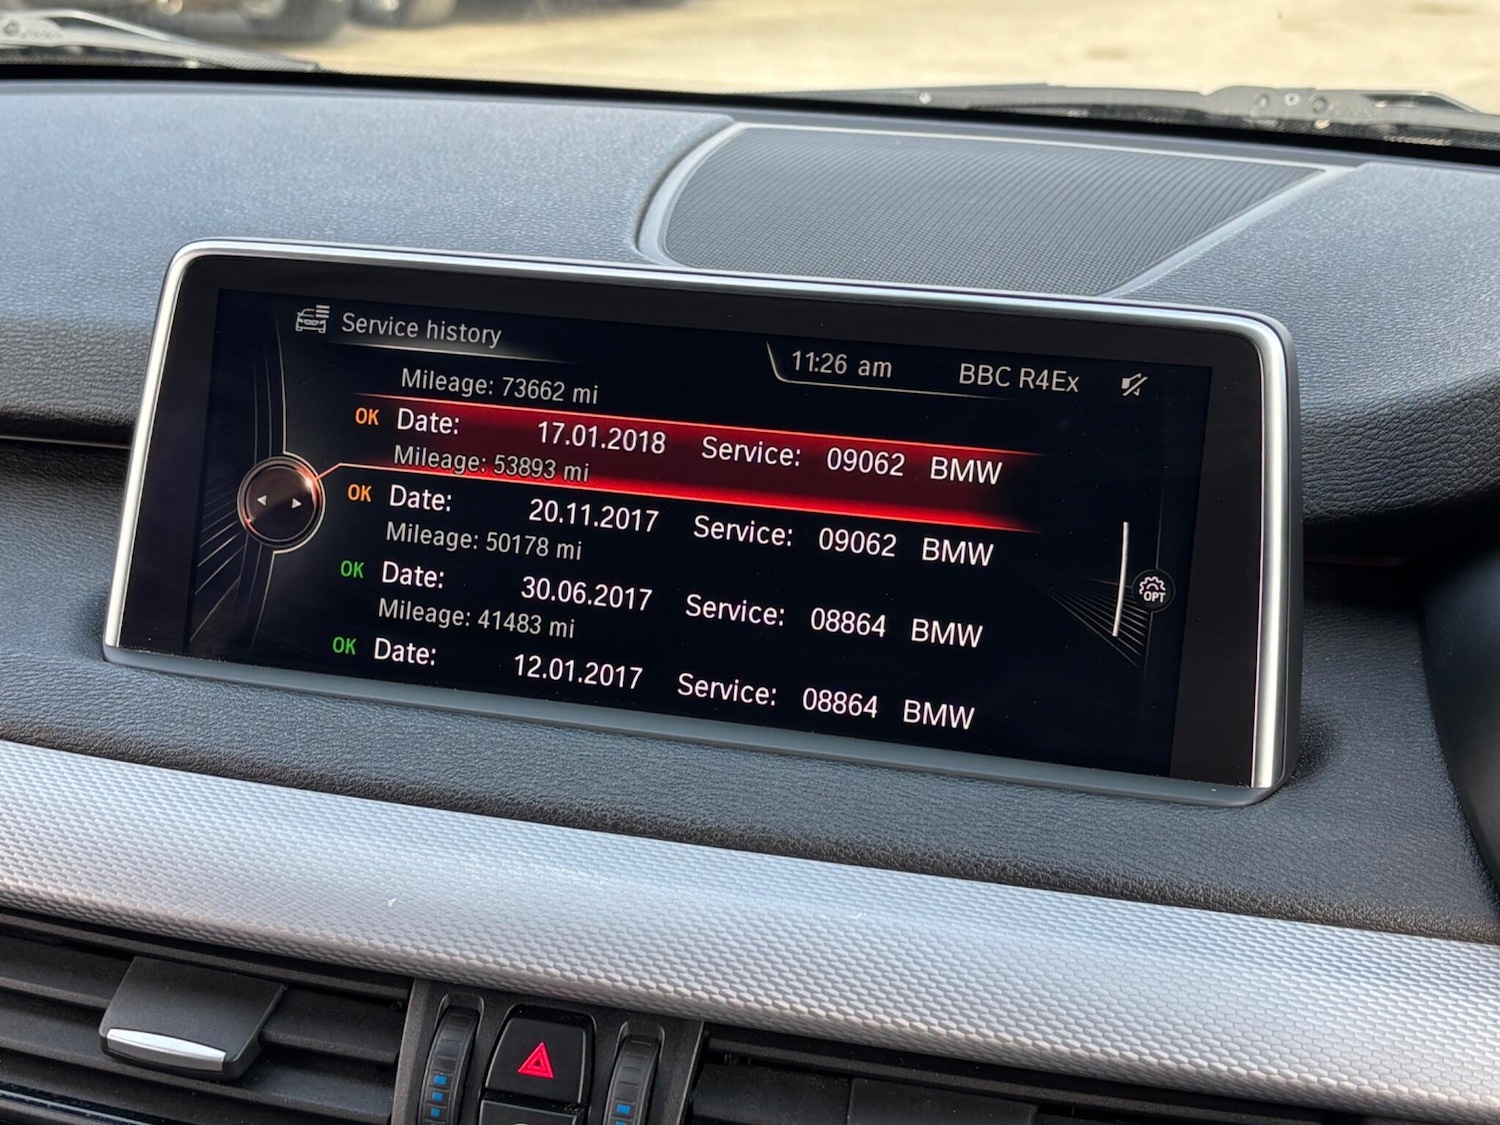 Service history
11:26 am BBC R4Ex
Mileage: 73662 mi
OK Date: 17.01.2018 Service: 09062 BMW
Mileage: 53893 mi
OK Date: 20.11.2017 Service: 09062 BMW
Mileage: 50178 mi
OK Date: 30.06.2017 Service: 08864 BMW
Mileage: 41483 mi
OK Date: 12.01.2017 Service: 08864 BMW
OPT